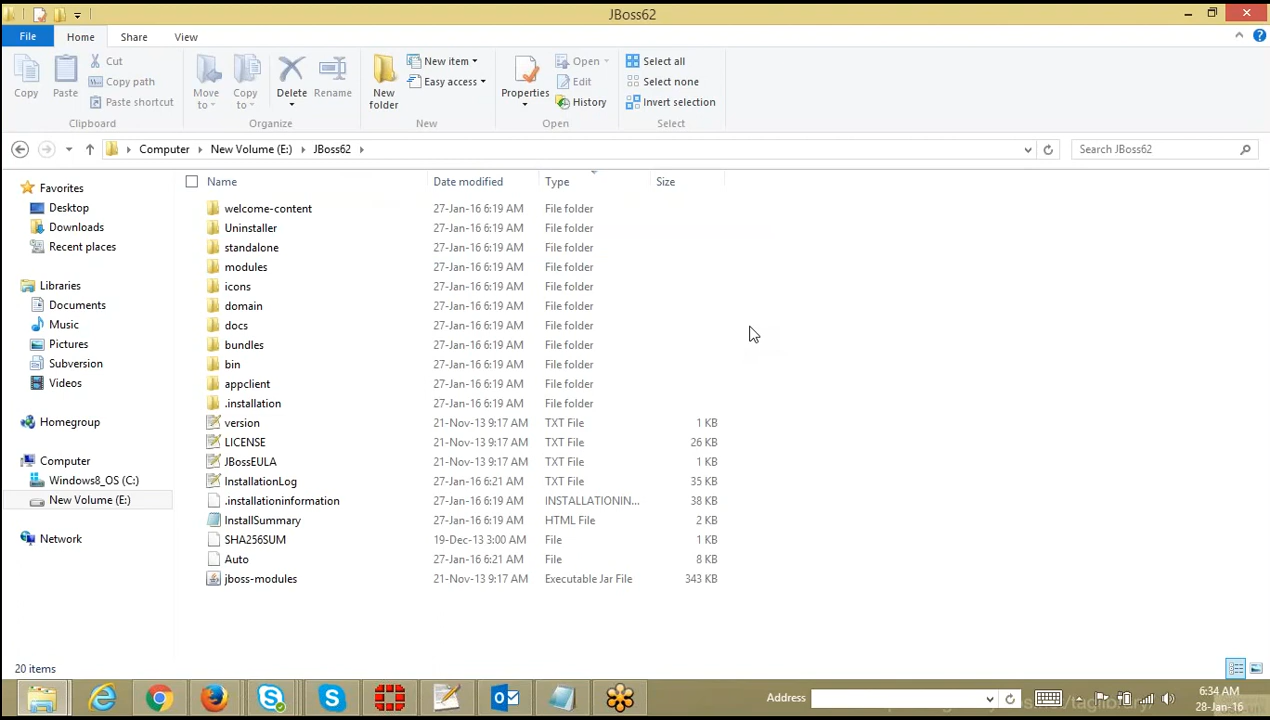 JBoss62
File Home Share View
Copy
Paste
Cut
Copy path
Paste shortcut
Clipboard
Move to
Copy to
Delete
Rename
Organize
New folder
New item
Easy access
New
Properties
Open
Edit
History
Open
Select all
Select none
Invert selection
Select
Computer New Volume (E:) JBoss62
Search JBoss62
Favorites
Desktop
Downloads
Recent places
Libraries
Documents
Music
Pictures
Subversion
Videos
Homegroup
Computer
Windows8_OS (C:)
New Volume (E:)
Network
Name Date modified Type Size
welcome-content 27-Jan-16 6:19 AM File folder
Uninstaller 27-Jan-16 6:19 AM File folder
standalone 27-Jan-16 6:19 AM File folder
modules 27-Jan-16 6:19 AM File folder
icons 27-Jan-16 6:19 AM File folder
domain 27-Jan-16 6:19 AM File folder
docs 27-Jan-16 6:19 AM File folder
bundles 27-Jan-16 6:19 AM File folder
bin 27-Jan-16 6:19 AM File folder
appclient 27-Jan-16 6:19 AM File folder
.installation 27-Jan-16 6:19 AM File folder
version 21-Nov-13 9:17 AM TXT File 1 KB
LICENSE 21-Nov-13 9:17 AM TXT File 26 KB
JBossEULA 21-Nov-13 9:17 AM TXT File 1 KB
InstallationLog 27-Jan-16 6:21 AM TXT File 35 KB
.installationinformation 27-Jan-16 6:19 AM INSTALLATIONIN... 38 KB
InstallSummary 27-Jan-16 6:19 AM HTML File 2 KB
SHA256SUM 19-Dec-13 3:00 AM File 1 KB
Auto 27-Jan-16 6:21 AM File 8 KB
jboss-modules 21-Nov-13 9:17 AM Executable Jar File 343 KB
20 items
Address
6:34 AM
28-Jan-16